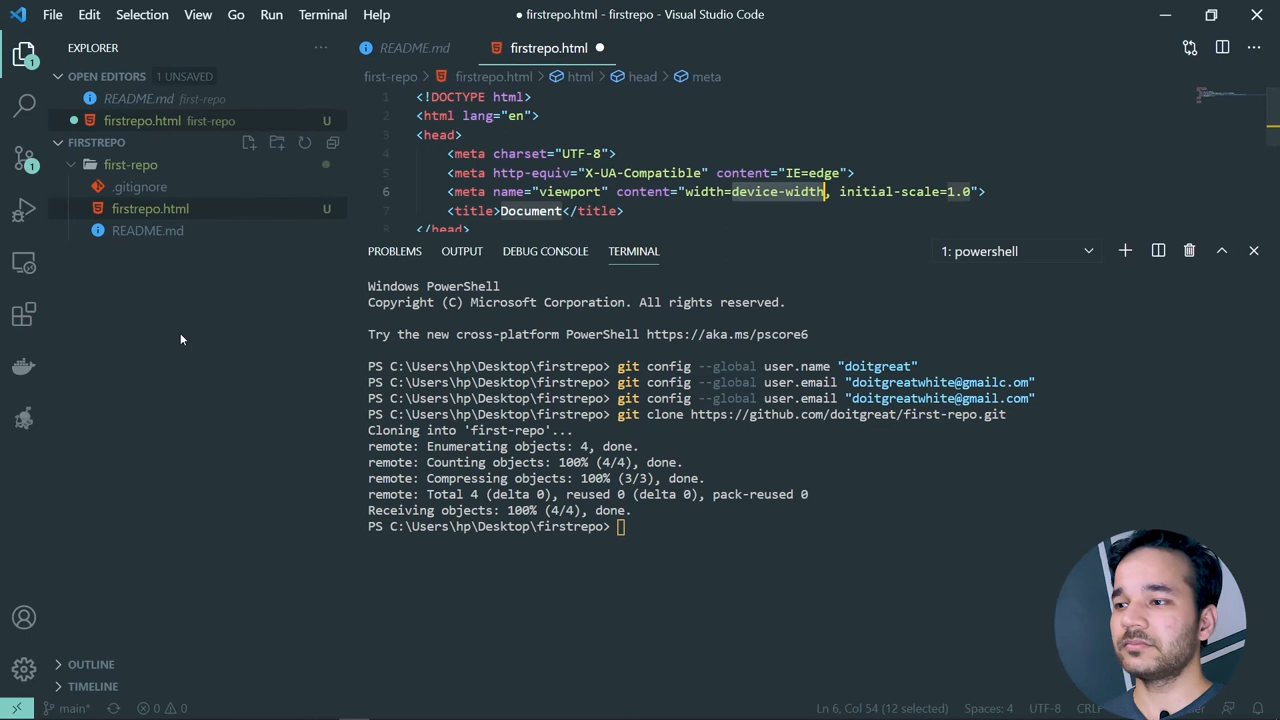 File Edit Selection View Go Run Terminal Help
● firstrepo.html - firstrepo - Visual Studio Code
EXPLORER
OPEN EDITORS 1 UNSAVED
README.md first-repo
firstrepo.html first-repo U
FIRSTREPO
first-repo
.gitignore
firstrepo.html U
README.md
OUTLINE
TIMELINE
1
1
README.md firstrepo.html
first-repo > firstrepo.html > html > head > meta
1 <!DOCTYPE html>
2 <html lang="en">
3 <head>
4 <meta charset="UTF-8">
5 <meta http-equiv="X-UA-Compatible" content="IE=edge">
6 <meta name="viewport" content="width=device-width, initial-scale=1.0">
7 <title>Document</title>
8 </head>
PROBLEMS OUTPUT DEBUG CONSOLE TERMINAL 1: powershell
Windows PowerShell
Copyright (C) Microsoft Corporation. All rights reserved.
Try the new cross-platform PowerShell https://aka.ms/pscore6
PS C:\Users\hp\Desktop\firstrepo> git config --global user.name "doitgreat"
PS C:\Users\hp\Desktop\firstrepo> git config --global user.email "doitgreatwhite@gmailc.om"
PS C:\Users\hp\Desktop\firstrepo> git config --global user.email "doitgreatwhite@gmail.com"
PS C:\Users\hp\Desktop\firstrepo> git clone https://github.com/doitgreat/first-repo.git
Cloning into 'first-repo'...
remote: Enumerating objects: 4, done.
remote: Counting objects: 100% (4/4), done.
remote: Compressing objects: 100% (3/3), done.
remote: Total 4 (delta 0), reused 0 (delta 0), pack-reused 0
Receiving objects: 100% (4/4), done.
PS C:\Users\hp\Desktop\firstrepo>
main* 0 0 Ln 6, Col 54 (12 selected) Spaces: 4 UTF-8